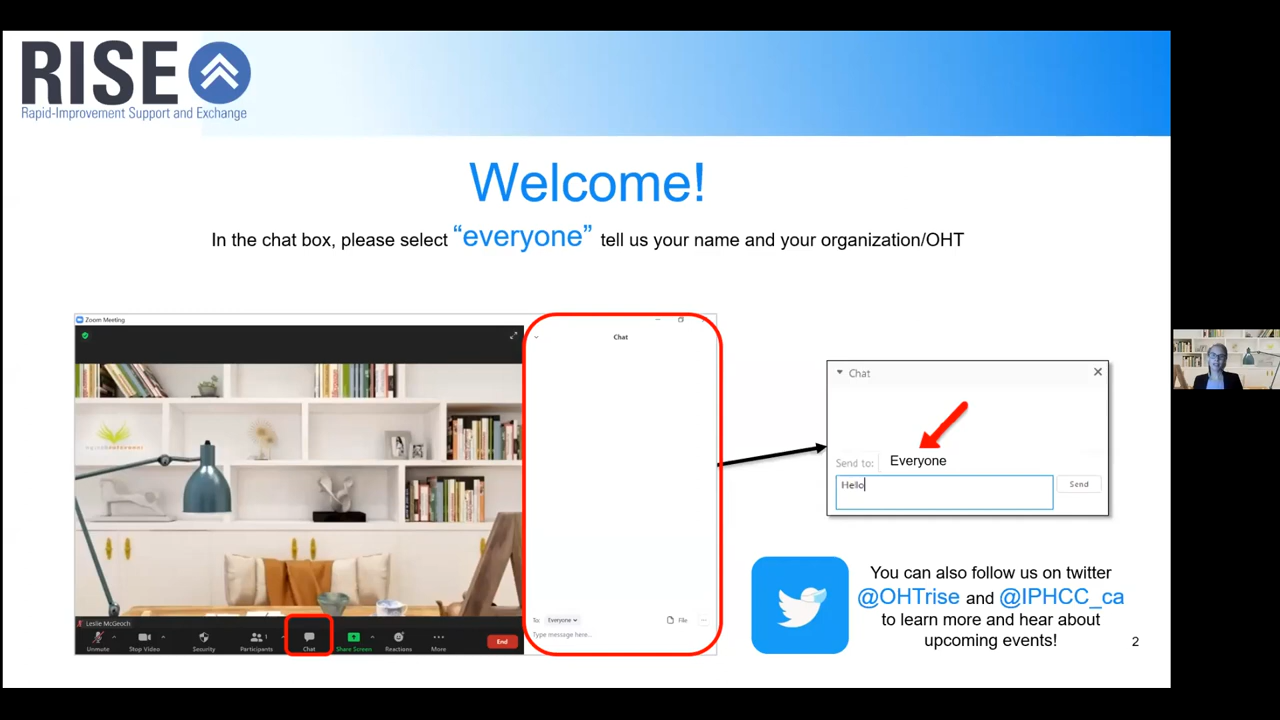 RISE
Rapid-Improvement Support and Exchange
Welcome!
In the chat box, please select “everyone” tell us your name and your organization/OHT
Zoom Meeting
Chat
Leslie McGeoch
Unmute
Stop Video
Security
Participants
1
Chat
Share Screen
Reactions
More
End
To: Everyone
File
Type message here...
Chat
Send to: Everyone
Hello
Send
You can also follow us on twitter
@OHTrise and @IPHCC_ca
to learn more and hear about
upcoming events!
2